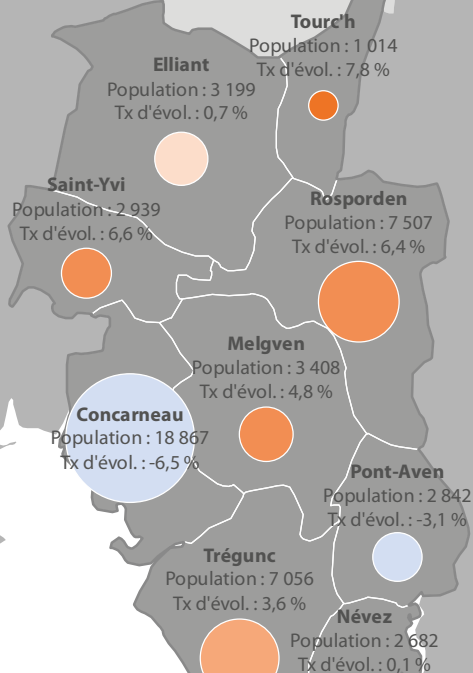 Tourc'h
Population : 1 014
Tx d'évol. : 7,8 %
Elliant
Population : 3 199
Tx d'évol. : 0,7 %
Saint-Yvi
Population : 2 939
Tx d'évol. : 6,6 %
Rosporden
Population : 7 507
Tx d'évol. : 6,4 %
Melgven
Population : 3 408
Tx d'évol. : 4,8 %
Concarneau
Population : 18 867
Tx d'évol. : -6,5 %
Pont-Aven
Population : 2 842
Tx d'évol. : -3,1 %
Trégunc
Population : 7 056
Tx d'évol. : 3,6 %
Névez
Population : 2 682
Tx d'évol. : 0,1 %